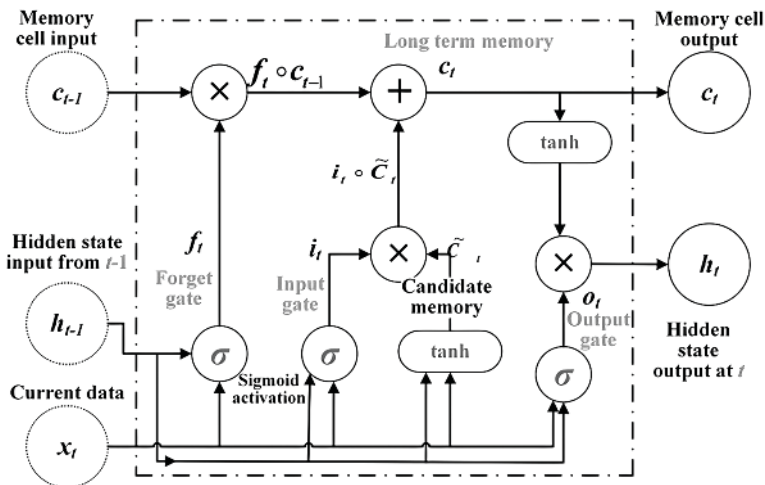 Memory
cell input
Memory cell
output
Long term memory
c_{t-1}
×
f_t ∘ c_{t-1}
+
c_t
c_t
tanh
i_t ∘ C̃_t
Hidden state
input from t-1
f_t
Forget
gate
i_t
Input
gate
×
C̃_t
Candidate
memory
×
h_t
o_t
Output
gate
h_{t-1}
σ
σ
tanh
σ
Hidden
state
output at t
Sigmoid
activation
Current data
x_t